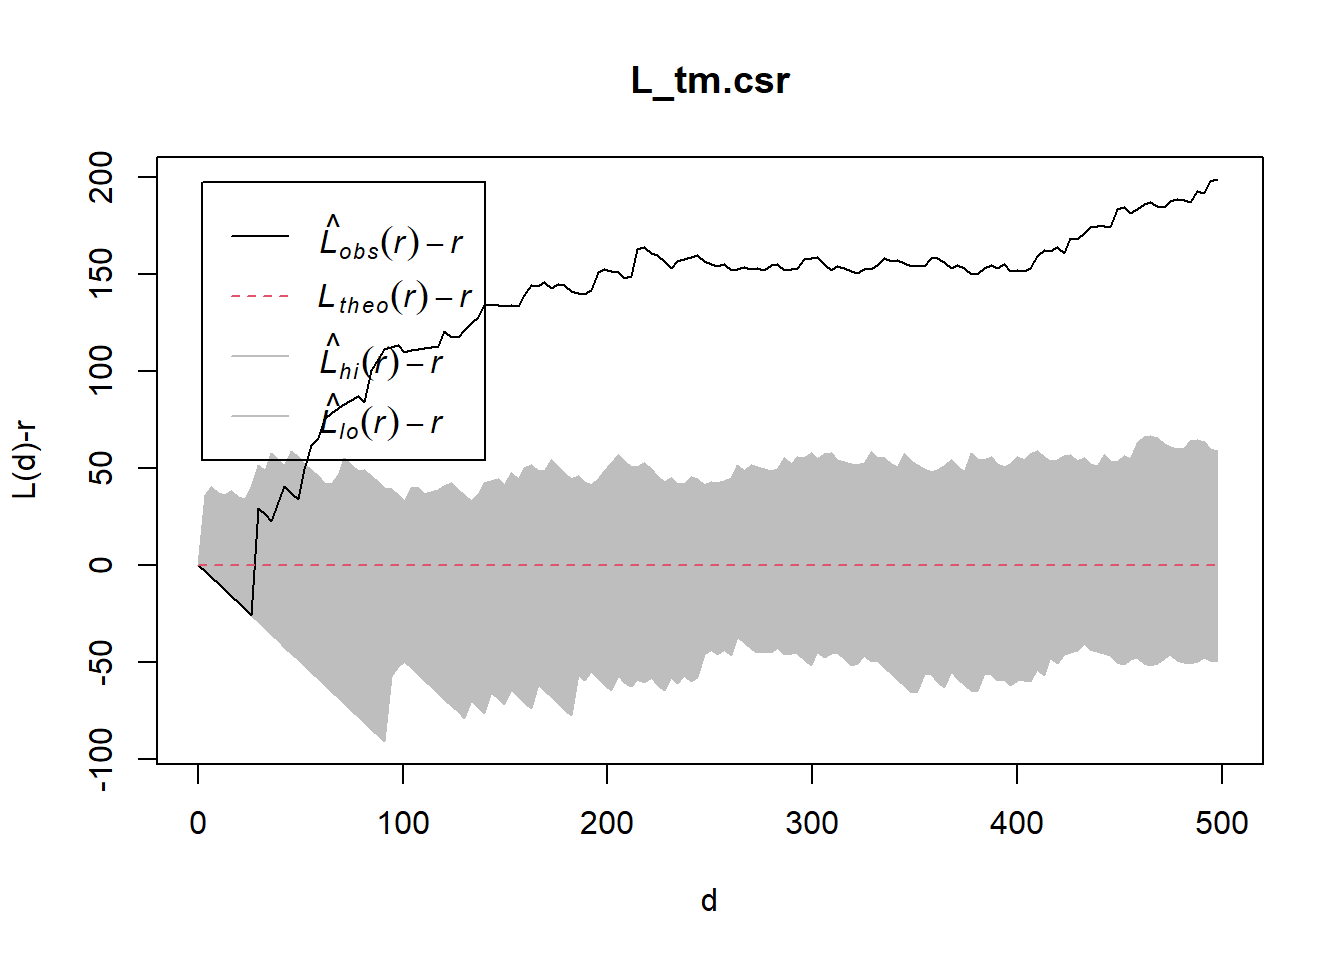 L_tm.csr
L(d)-r
200
150
100
50
0
-50
-100
L̂obs(r) − r
Ltheo(r) − r
L̂hi(r) − r
L̂lo(r) − r
0 100 200 300 400 500
d